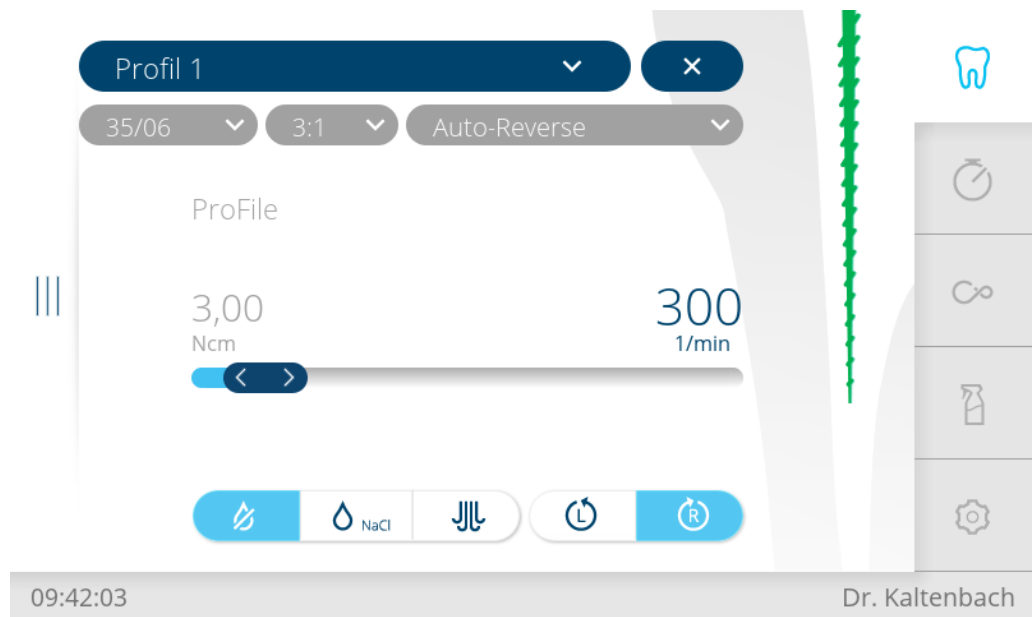 Profil 1
35/06 3:1 Auto-Reverse
ProFile
3,00 300
Ncm 1/min
NaCl
L R
09:42:03 Dr. Kaltenbach